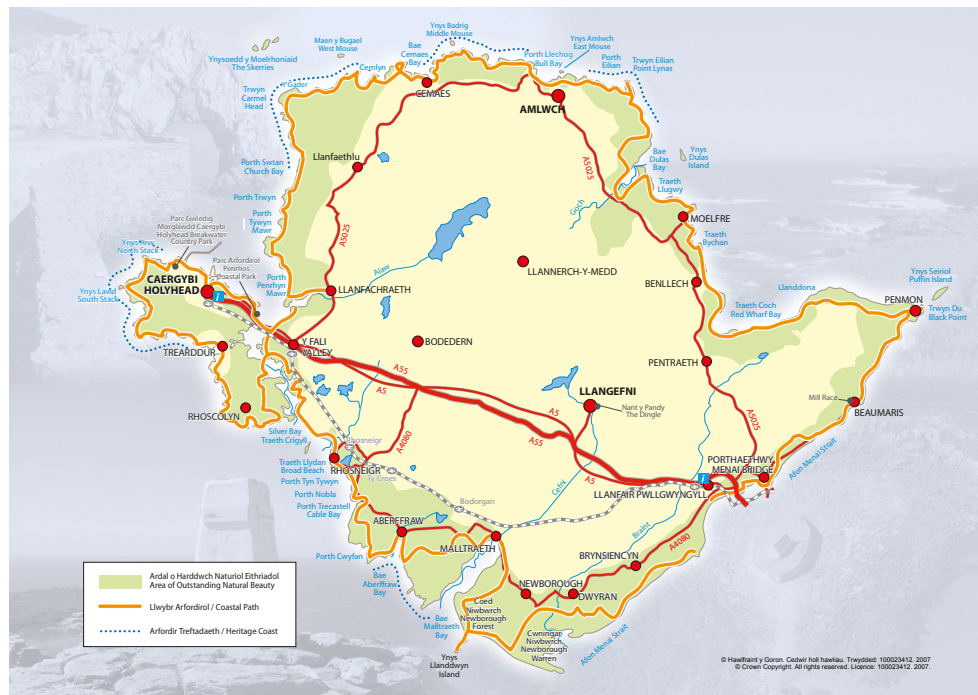 Ynys Badrig
Middle Mouse
Maen y Bugael
West Mouse
Bae
Cemaes
Bay
Ynys Amlwch
East Mouse
Porth Llechog
Bull Bay
Porth
Eilian
Trwyn Eilian
Point Lynas
Ynysoedd y Moelrhoniaid
The Skerries
Cemlyn
Y Gader
CEMAES
AMLWCH
Trwyn
Carmel
Head
Llanfaethlu
A5025
Bae
Dulas
Bay
Ynys
Dulas
Island
Porth Swtan
Church Bay
Traeth
Llugwy
Porth Trwyn
Goch
MOELFRE
Porth
Tywyn
Mawr
Parc Gwledig
Morglawdd Caergybi
Holyhead Breakwater
Country Park
A5025
Traeth
Bychan
Ynys Arw
North Stack
Parc Arfordirol
Penrhos
Coastal Park
Alaw
LLANNERCH-Y-MEDD
CAERGYBI
HOLYHEAD
i
Porth
Penrhyn
Mawr
LLANFACHRAETH
BENLLECH
Llanddona
Ynys Seiriol
Puffin Island
Ynys Lawd
South Stack
PENMON
Traeth Coch
Red Wharf Bay
Trwyn Du
Black Point
TREARDDUR
Y FALI
VALLEY
BODEDERN
A55
A5
PENTRAETH
LLANGEFNI
Nant y Pandy
The Dingle
Mill Race
BEAUMARIS
RHOSCOLYN
Silver Bay
Traeth Crigyll
Rhosneigr
A4080
A5
A55
A5025
Afon Menai Strait
Traeth Llydan
Broad Beach
RHOSNEIGR
Ty Croes
Porth Tyn Tywyn
Cefni
A5
i
PORTHAETHWY
MENAI BRIDGE
LLANFAIR PWLLGWYNGYLL
Porth Nobla
Porth Trecastell
Cable Bay
Bodorgan
ABERFFRAW
Braint
MALLTRAETH
A4080
Porth Cwyfan
BRYNSIENCYN
Bae
Aberffraw
Bay
NEWBOROUGH
DWYRAN
Coed
Niwbwrch
Newborough
Forest
Bae
Malltraeth
Bay
Cwningar
Niwbwrch
Newborough
Warren
Afon Menai Strait
Ynys
Llanddwyn
Island
Ardal o Harddwch Naturiol Eithriadol
Area of Outstanding Natural Beauty
Llwybr Arfordirol / Coastal Path
Arfordir Treftadaeth / Heritage Coast
© Hawlfraint y Goron. Cedwir holl hawliau. Trwydded: 100023412. 2007
© Crown Copyright. All rights reserved. Licence: 100023412. 2007.